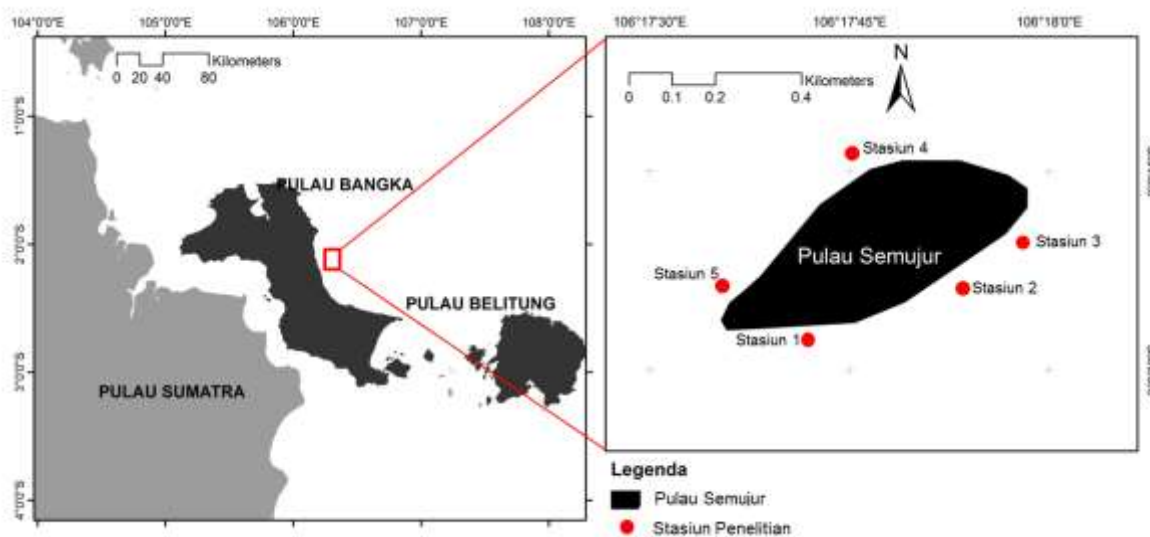 104°0'0"E 105°0'0"E 106°0'0"E 107°0'0"E 108°0'0"E
Kilometers
0 20 40 80
1°0'0"S
2°0'0"S
3°0'0"S
4°0'0"S
PULAU BANGKA
PULAU BELITUNG
PULAU SUMATRA
106°17'30"E 106°17'45"E 106°18'0"E
Kilometers
0 0.1 0.2 0.4
N
Stasiun 4
Pulau Semujur
Stasiun 3
Stasiun 5
Stasiun 2
Stasiun 1
Legenda
Pulau Semujur
Stasiun Penelitian